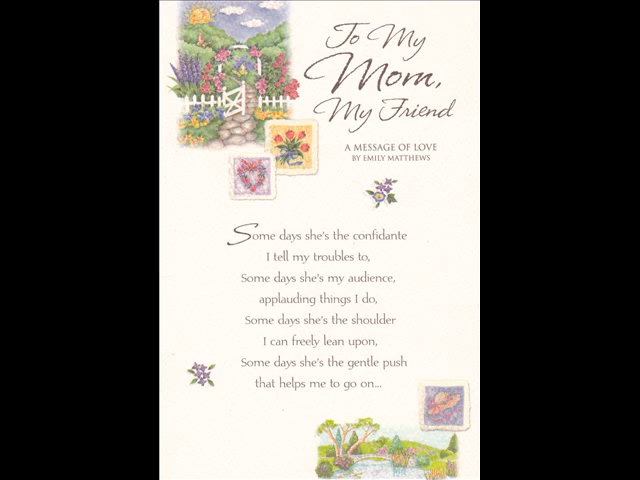 To My
Mom,
My Friend
A MESSAGE OF LOVE
BY EMILY MATTHEWS
Some days she's the confidante
I tell my troubles to,
Some days she's my audience,
applauding things I do,
Some days she's the shoulder
I can freely lean upon,
Some days she's the gentle push
that helps me to go on...